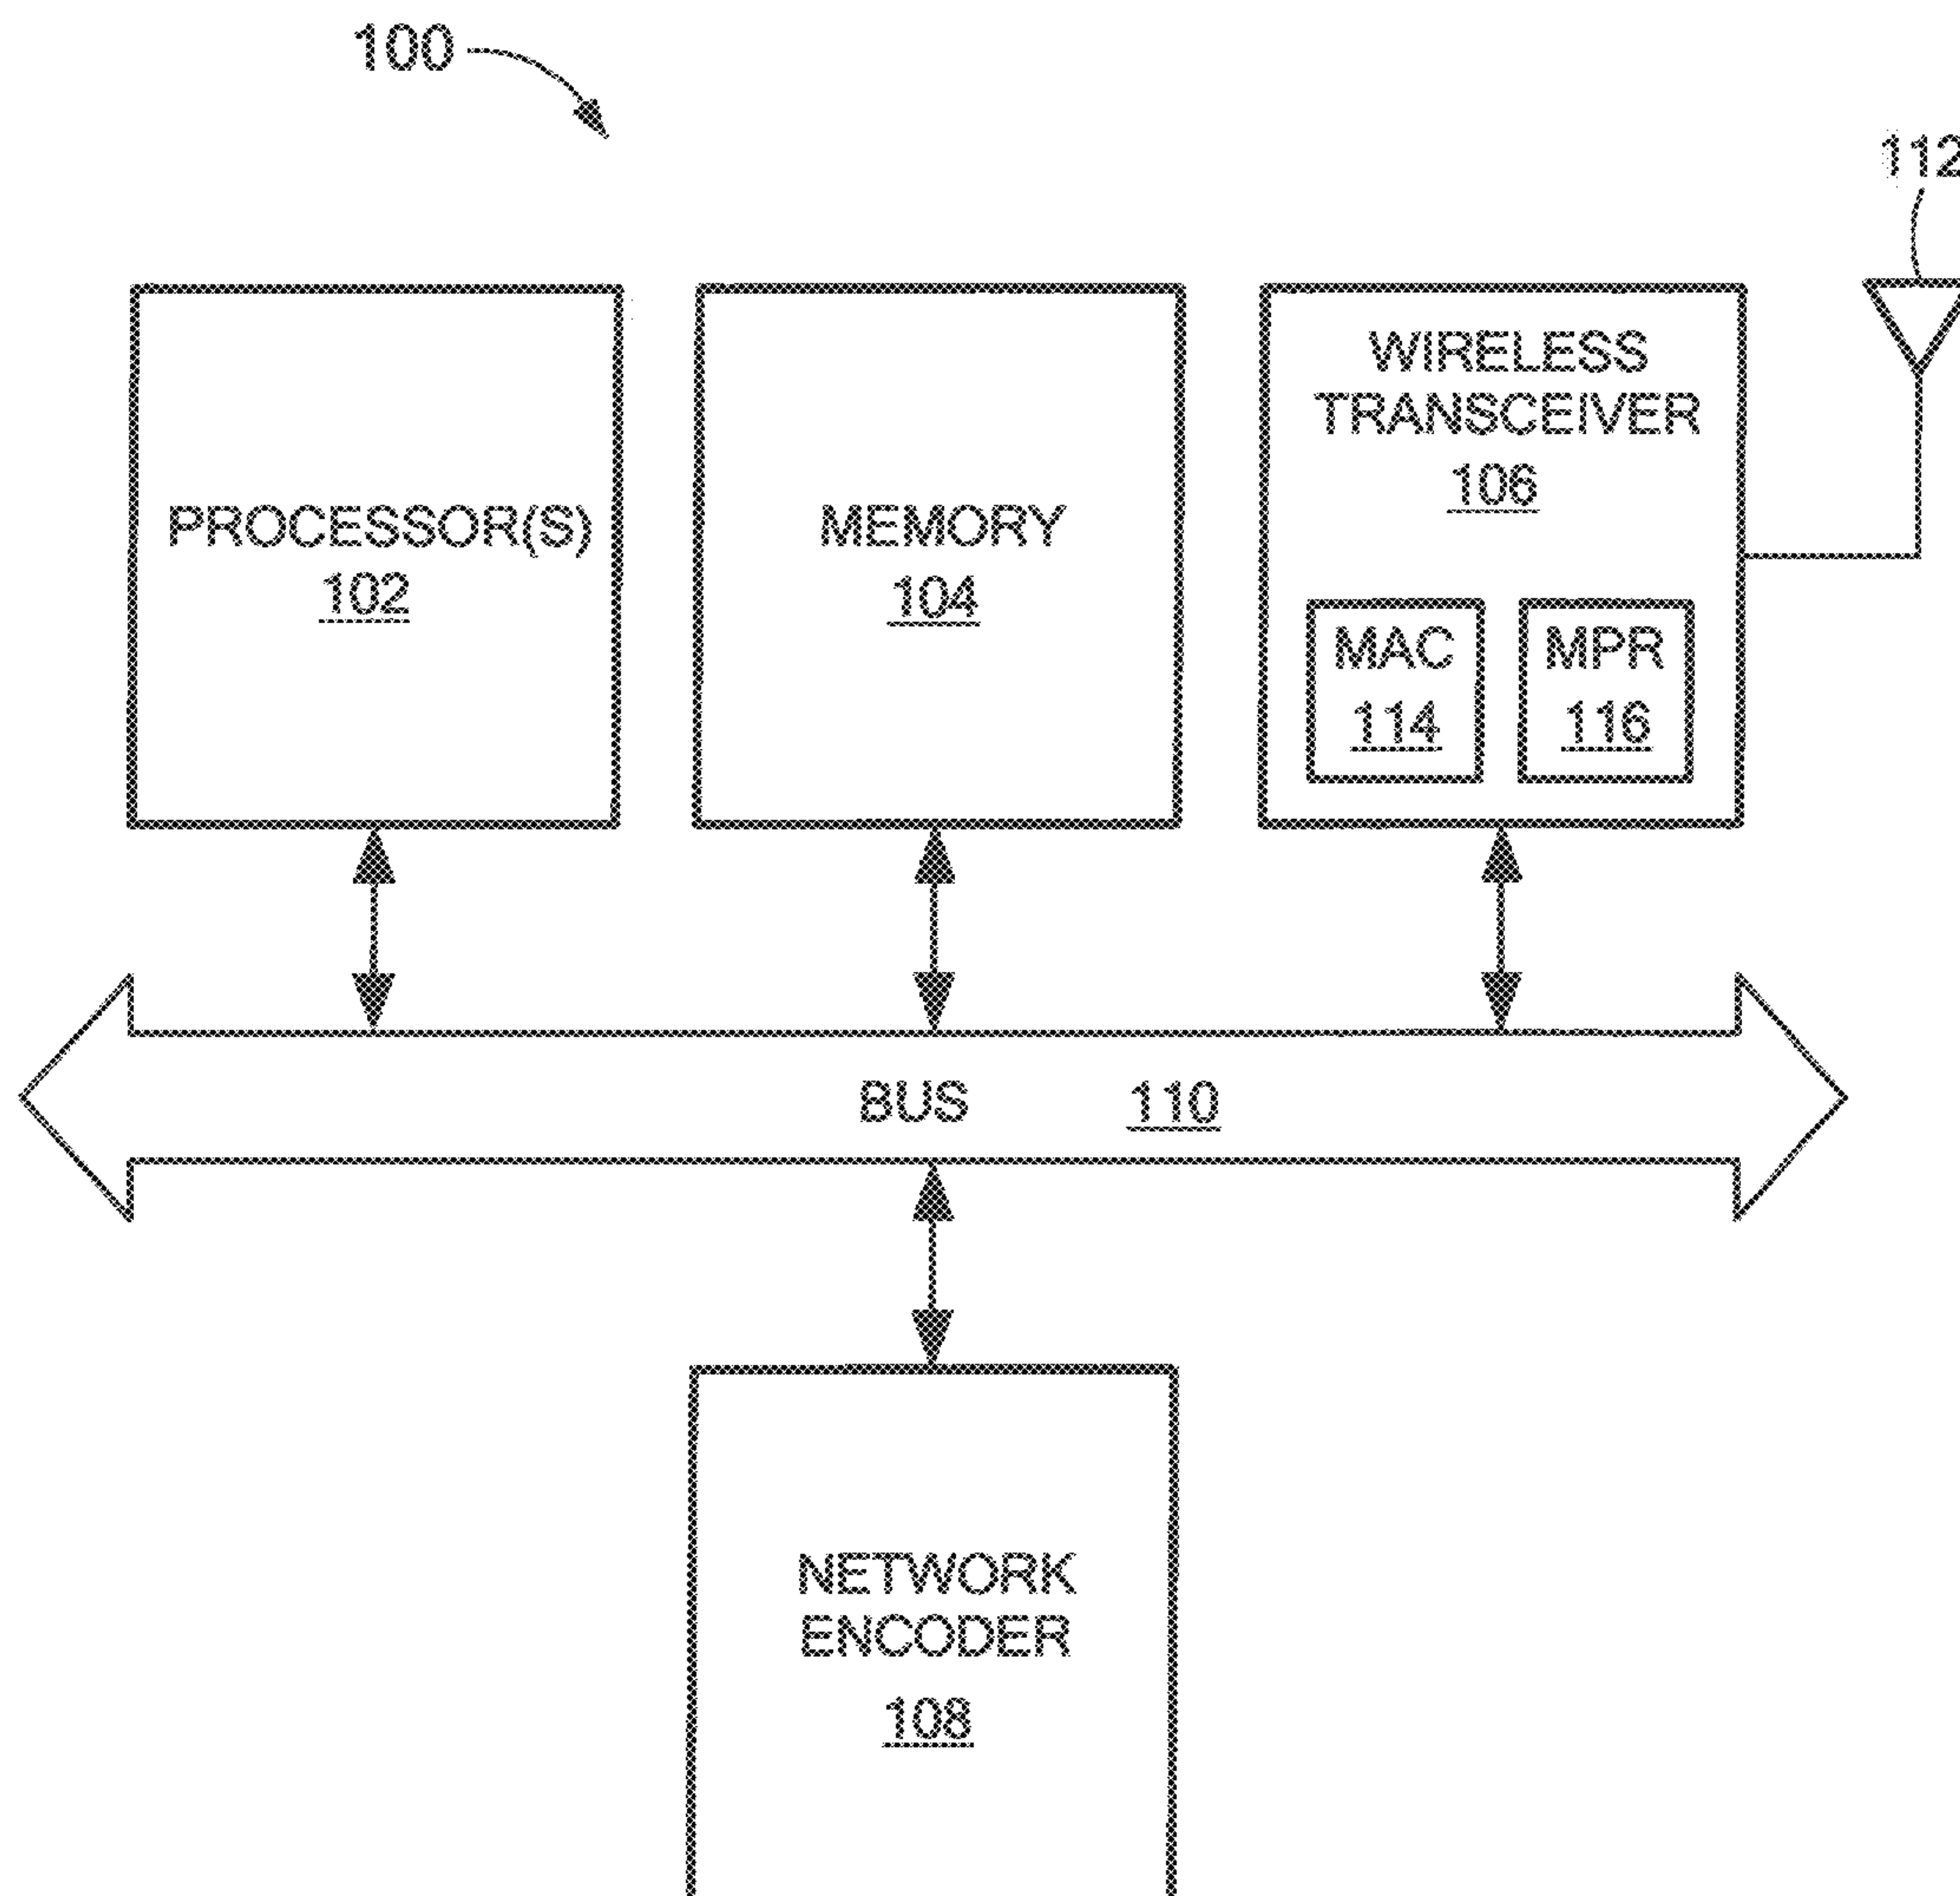 100
112
PROCESSOR(S)
102
MEMORY
104
WIRELESS
TRANSCEIVER
106
MAC
114
MPR
116
BUS 110
NETWORK
ENCODER
108